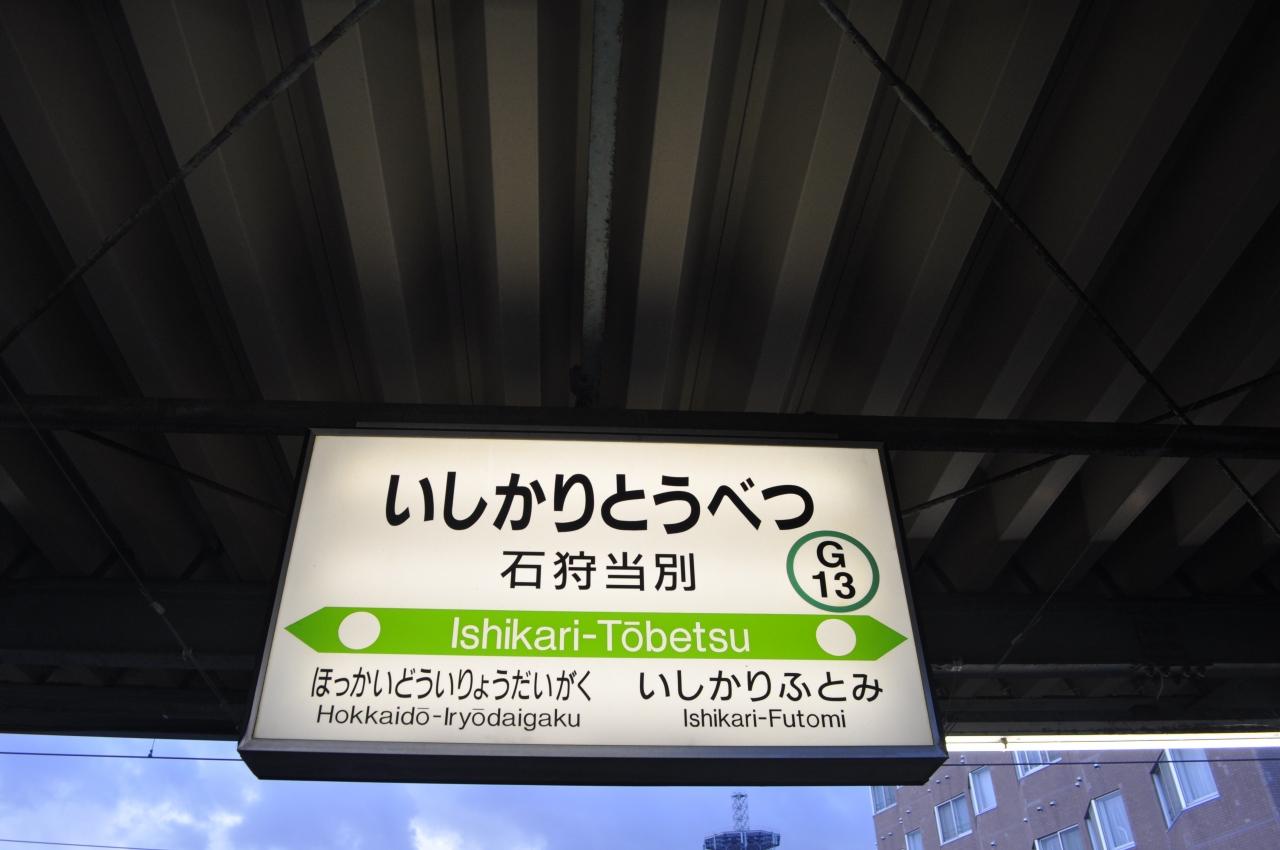 いしかりとうべつ
石狩当別
G
13
Ishikari-Tōbetsu
ほっかいどういりょうだいがく
Hokkaidō-Iryōdaigaku
いしかりふとみ
Ishikari-Futomi